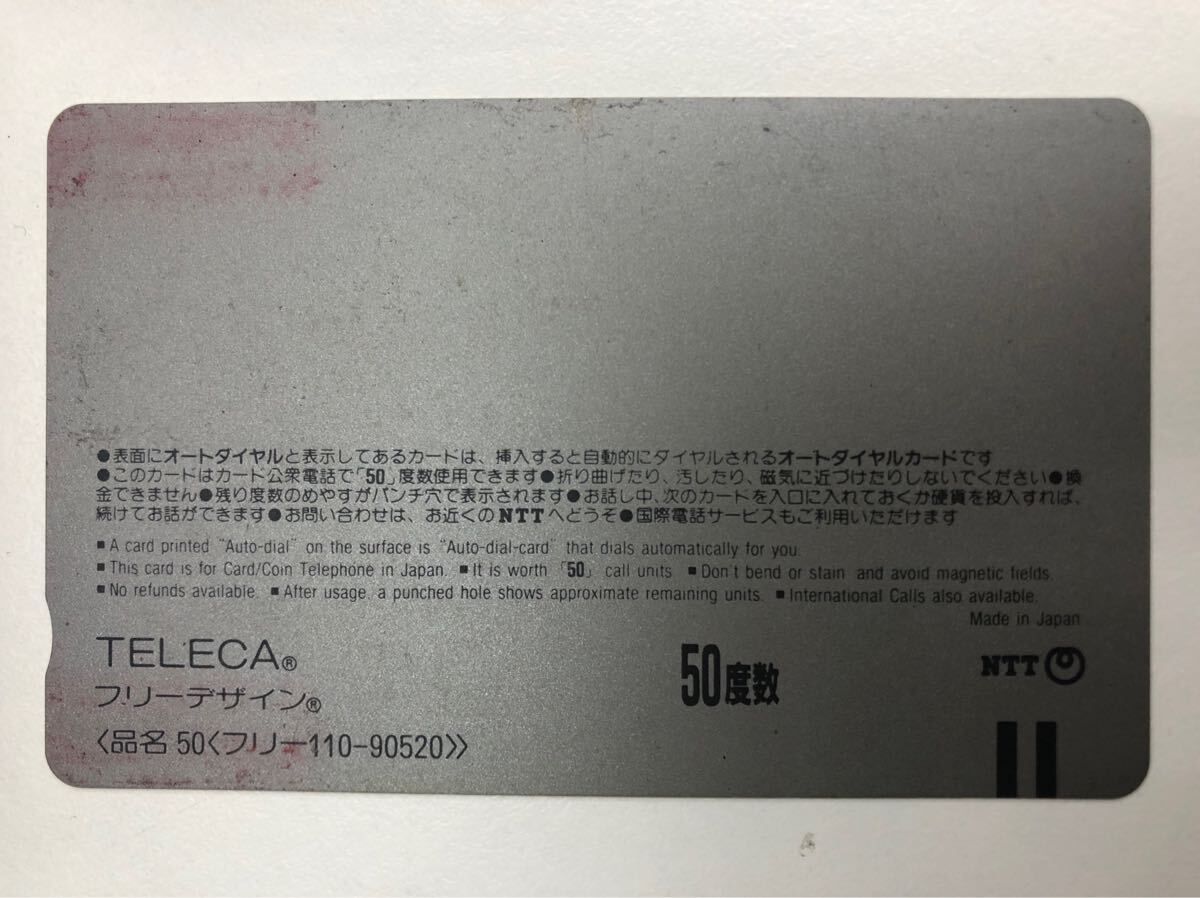 ●表面にオートダイヤルと表示してあるカードは、挿入すると自動的にダイヤルされるオートダイヤルカードです
●このカードはカード公衆電話で「50」度数使用できます●折り曲げたり、汚したり、磁気に近づけたりしないでください●換
金できません●残り度数のめやすがパンチ穴で表示されます●お話し中、次のカードを入口に入れておくか硬貨を投入すれば、
続けてお話ができます●お問い合わせは、お近くのNTTへどうぞ●国際電話サービスもご利用いただけます
■A card printed "Auto-dial" on the surface is "Auto-dial-card" that dials automatically for you.
■This card is for Card/Coin Telephone in Japan. ■It is worth 「50」 call units ■Don't bend or stain and avoid magnetic fields.
■No refunds available. ■After usage, a punched hole shows approximate remaining units. ■International Calls also available.
Made in Japan
TELECA®
フリーデザイン®
50度数
NTT
〈品名 50〈フリー110-90520〉〉